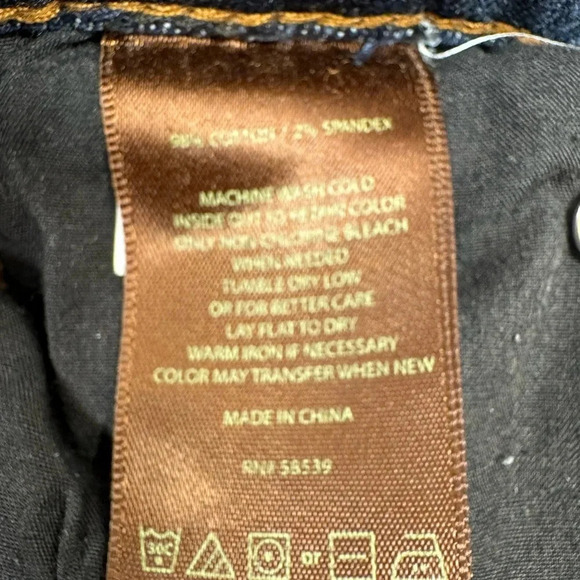 98% COTTON / 2% SPANDEX
MACHINE WASH COLD
INSIDE OUT TO RETAIN COLOR
ONLY NON-CHLORINE BLEACH
WHEN NEEDED
TUMBLE DRY LOW
OR FOR BETTER CARE
LAY FLAT TO DRY
WARM IRON IF NECESSARY
COLOR MAY TRANSFER WHEN NEW
MADE IN CHINA
RN# 58539
30C
or